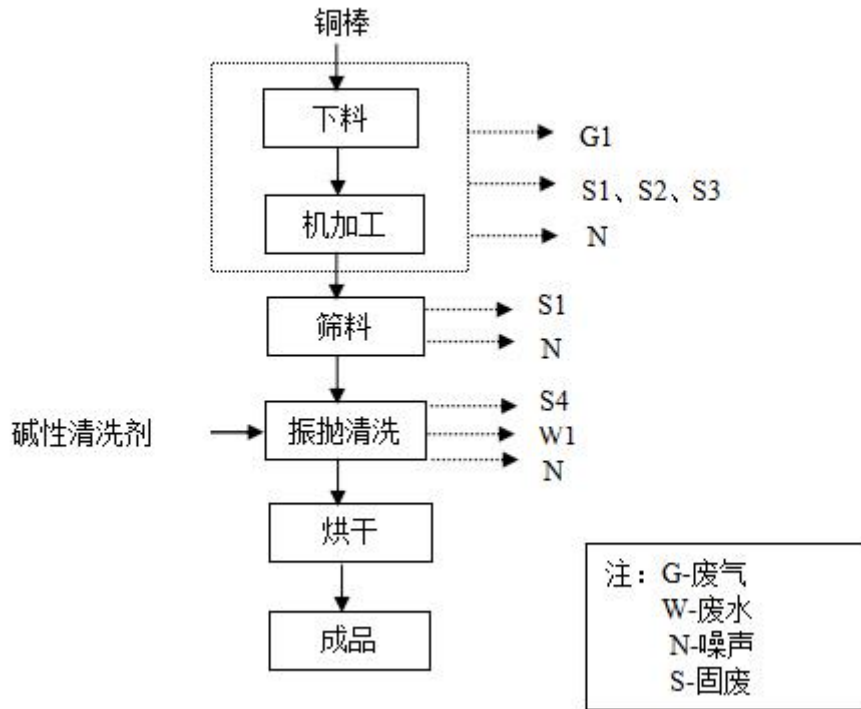 铜棒
下料
G1
S1、S2、S3
机加工
N
筛料
S1
N
碱性清洗剂
振抛清洗
S4
W1
N
烘干
成品
注：G-废气
W-废水
N-噪声
S-固废